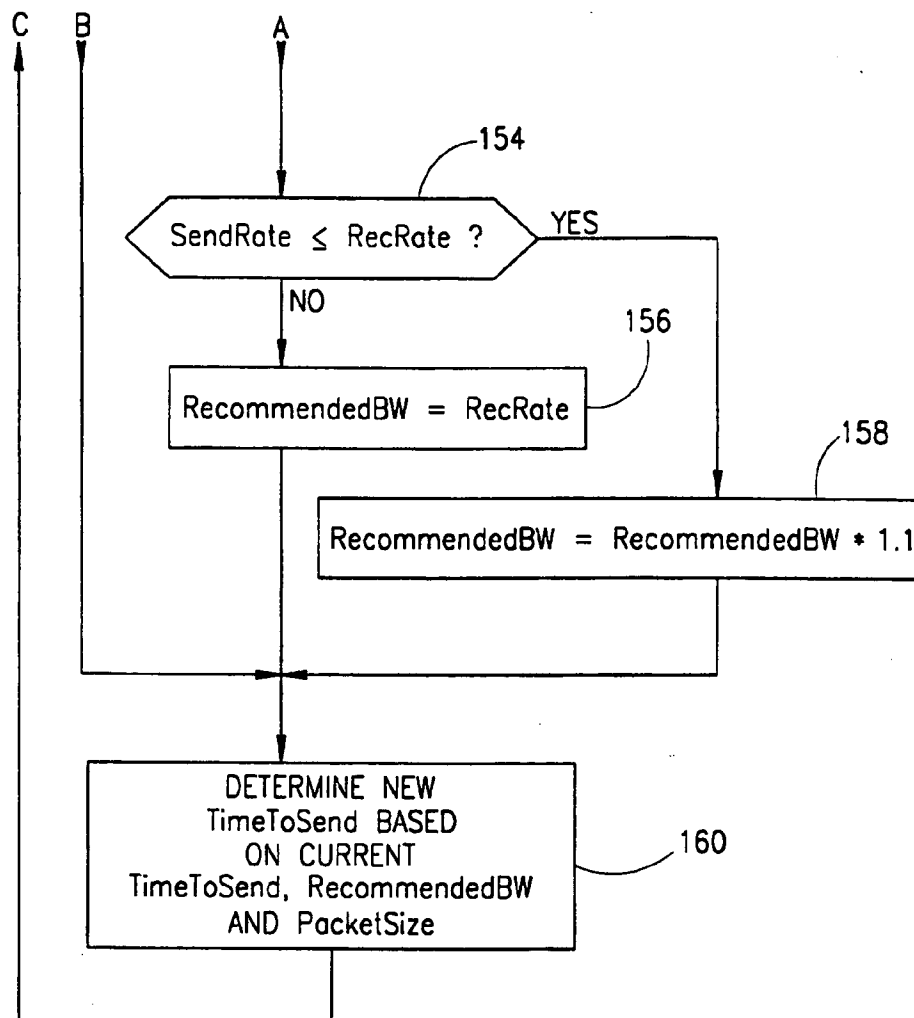 C B A
154
SendRate ≤ RecRate ?
YES
NO
156
RecommendedBW = RecRate
158
RecommendedBW = RecommendedBW * 1.1
DETERMINE NEW
TimeToSend BASED
ON CURRENT
TimeToSend, RecommendedBW
AND PacketSize
160